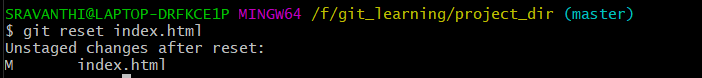 SRAVANTHI@LAPTOP-DRFKCE1P MINGW64 /f/git_learning/project_dir (master)
$ git reset index.html
Unstaged changes after reset:
M       index.html